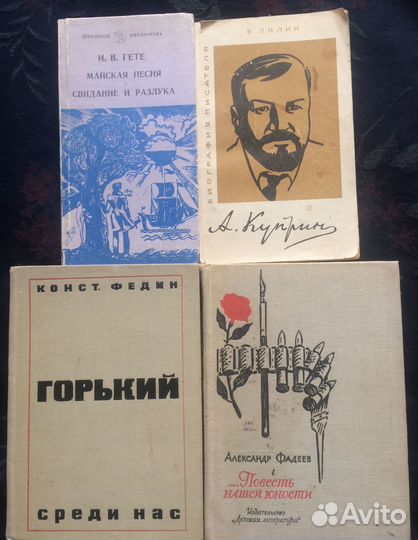 ШКОЛЬНАЯ БИБЛИОТЕКА
И. В. ГЕТЕ
МАЙСКАЯ ПЕСНЯ
СВИДАНИЕ И РАЗЛУКА
В. ЛИЛИН
БИОГРАФИЯ ПИСАТЕЛЯ
А. Куприн
КОНСТ. ФЕДИН
ГОРЬКИЙ
среди нас
АЛЕКСАНДР ФАДЕЕВ
...Повесть
нашей юности
Издательство
„Детская литература"
Avito